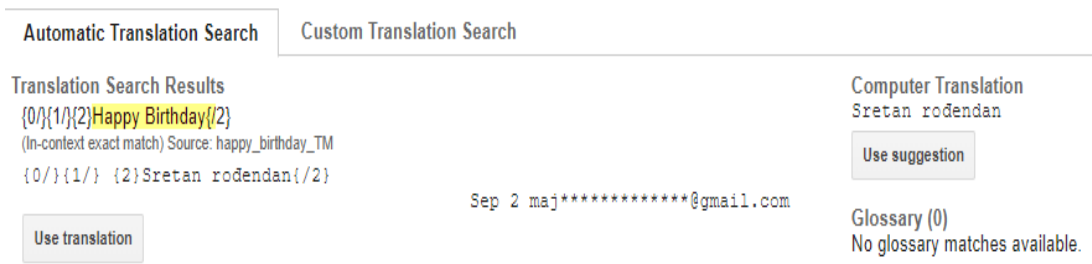 Automatic Translation Search
Custom Translation Search
Translation Search Results
{0/}{1/}{2}Happy Birthday{/2}
(In-context exact match) Source: happy_birthday_TM
{0/}{1/} {2}Sretan rođendan{/2}
Sep 2 maj*************@gmail.com
Use translation
Computer Translation
Sretan rođendan
Use suggestion
Glossary (0)
No glossary matches available.